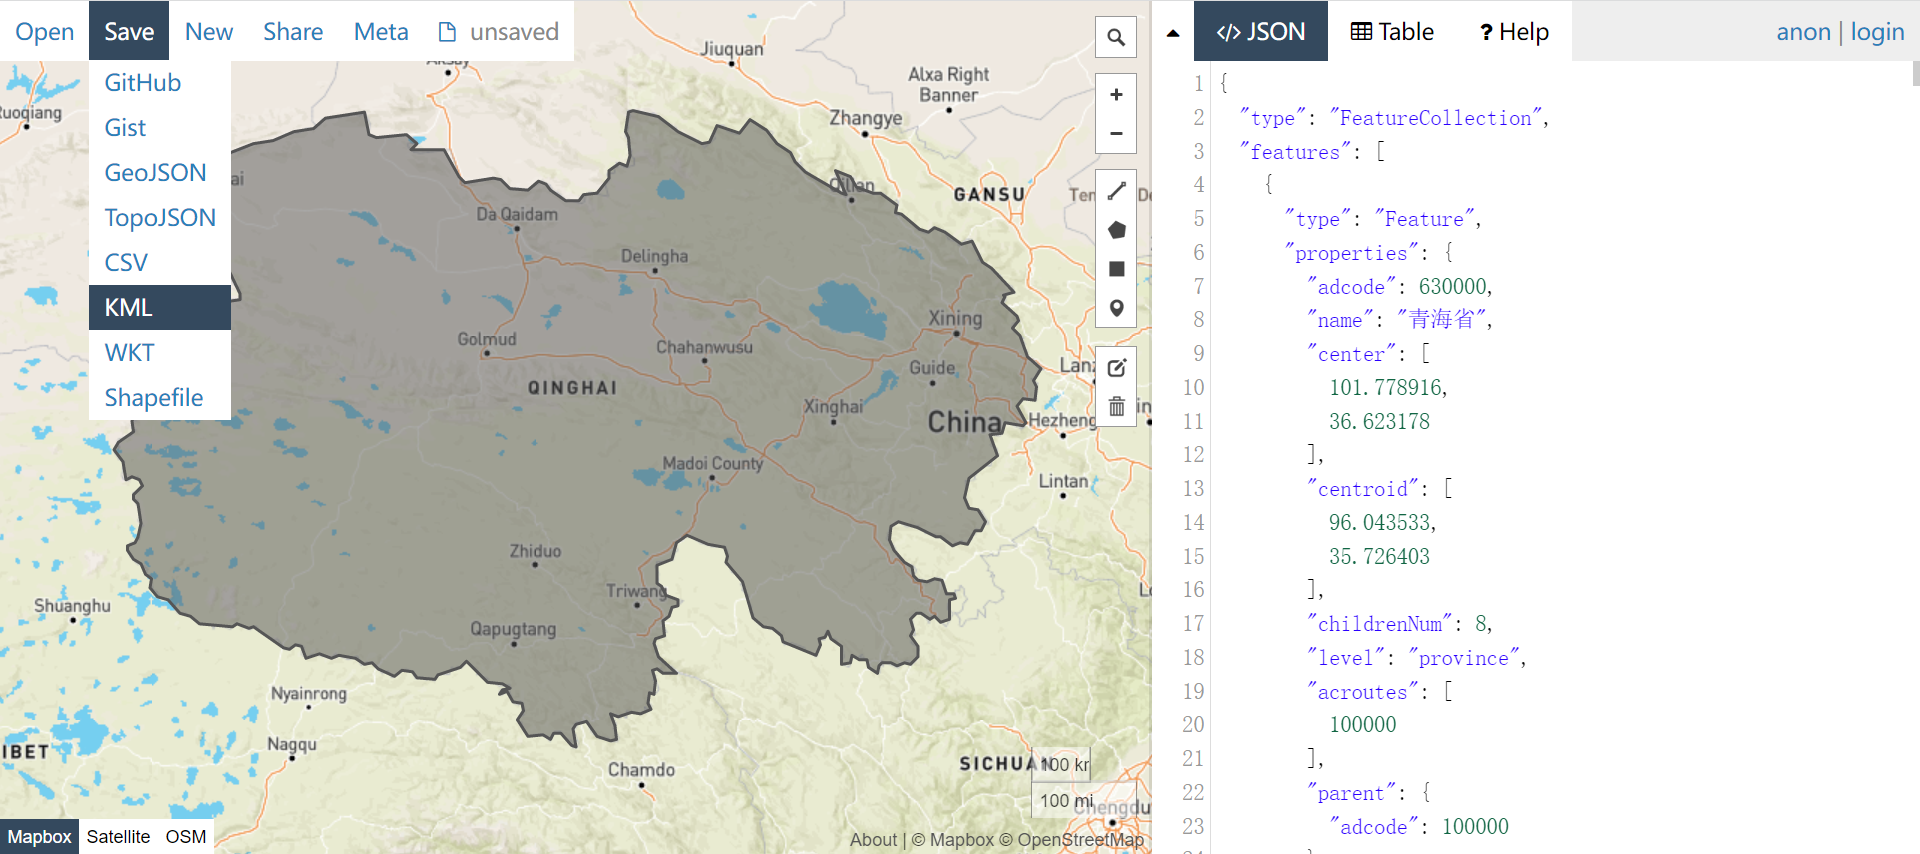 Open Save New Share Meta unsaved
GitHub
Gist
GeoJSON
TopoJSON
CSV
KML
WKT
Shapefile
Jiuquan
Alxa Right
Banner
Zhangye
Qilian
GANSU
Da Qaidam
Delingha
Xining
Golmud
Chahanwusu
Guide
QINGHAI
Xinghai
China
Hezheng
Madoi County
Lintan
Zhiduo
Triwang
Shuanghu
Qapugtang
Nyainrong
Nagqu
IBET
Chamdo
SICHUAN
100 mi
Chengdu
Mapbox Satellite OSM
About | © Mapbox © OpenStreetMap
</> JSON Table ? Help anon | login
1 {
2 "type": "FeatureCollection",
3 "features": [
4 {
5 "type": "Feature",
6 "properties": {
7 "adcode": 630000,
8 "name": "青海省",
9 "center": [
10 101.778916,
11 36.623178
12 ],
13 "centroid": [
14 96.043533,
15 35.726403
16 ],
17 "childrenNum": 8,
18 "level": "province",
19 "acroutes": [
20 100000
21 ],
22 "parent": {
23 "adcode": 100000